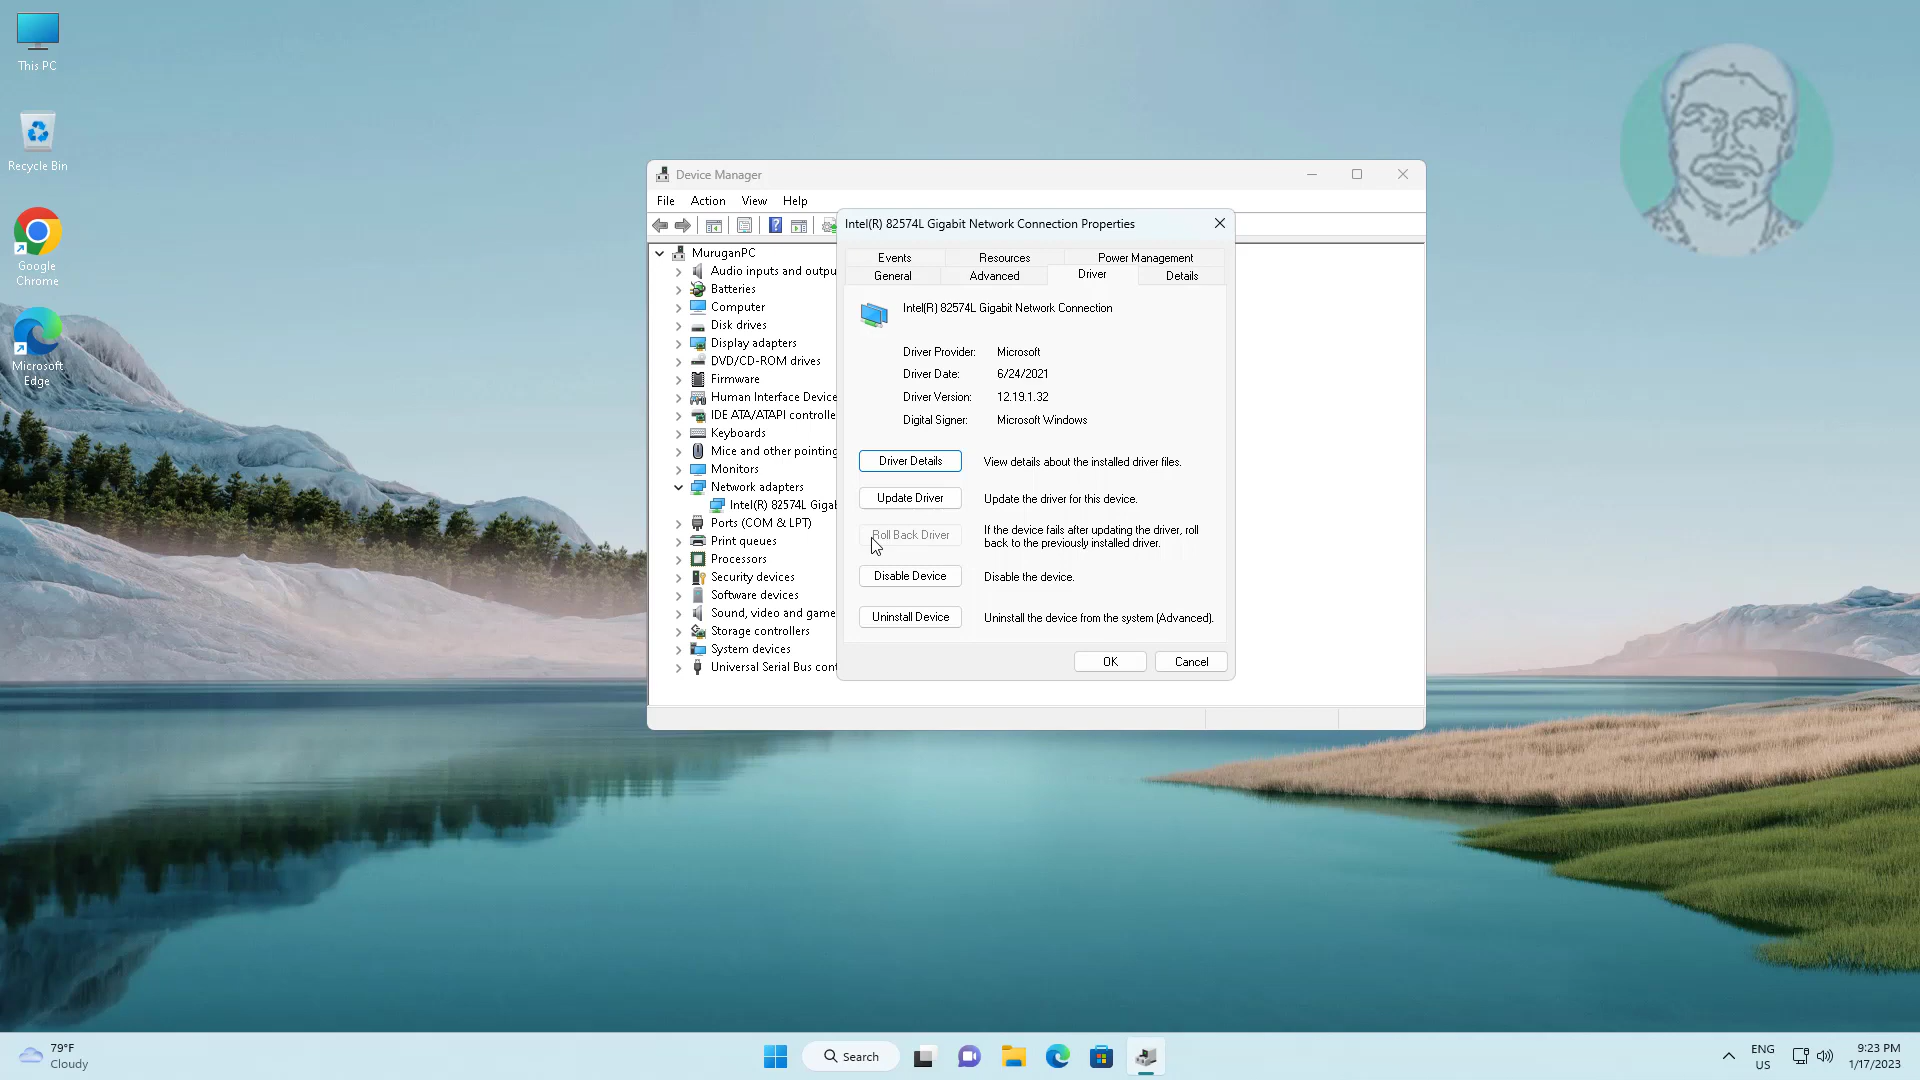 This PC
Recycle Bin
Google
Chrome
Microsoft
Edge
Device Manager
File Action View Help
MuruganPC
Audio inputs and outpu
Batteries
Computer
Disk drives
Display adapters
DVD/CD-ROM drives
Firmware
Human Interface Device
IDE ATA/ATAPI controlle
Keyboards
Mice and other pointing
Monitors
Network adapters
Intel(R) 82574L Gigab
Ports (COM & LPT)
Print queues
Processors
Security devices
Software devices
Sound, video and game
Storage controllers
System devices
Universal Serial Bus cont
Intel(R) 82574L Gigabit Network Connection Properties
Events Resources Power Management
General Advanced Driver Details
Intel(R) 82574L Gigabit Network Connection
Driver Provider: Microsoft
Driver Date: 6/24/2021
Driver Version: 12.19.1.32
Digital Signer: Microsoft Windows
Driver Details View details about the installed driver files.
Update Driver Update the driver for this device.
Roll Back Driver If the device fails after updating the driver, roll
back to the previously installed driver.
Disable Device Disable the device.
Uninstall Device Uninstall the device from the system (Advanced).
OK Cancel
79°F
Cloudy
Search
ENG
US
9:23 PM
1/17/2023